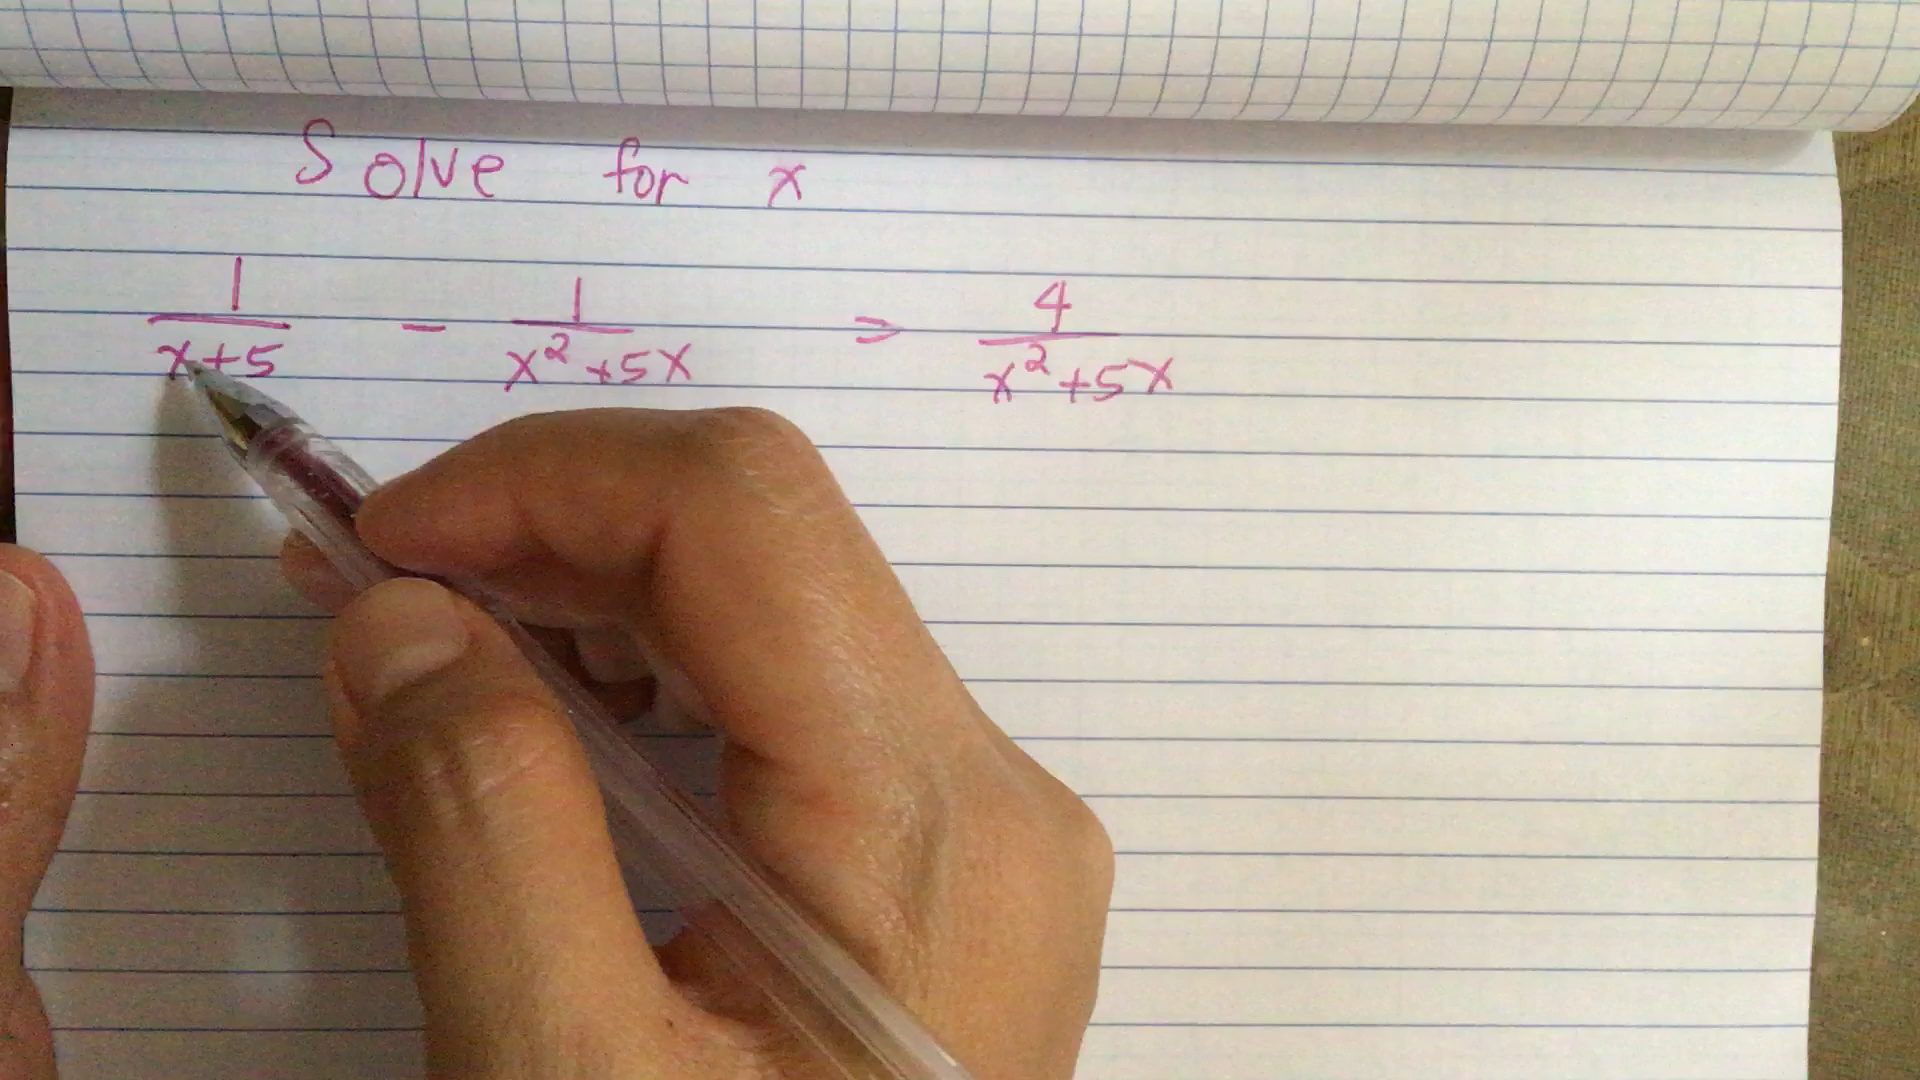 Solve for x
1/(x+5) - 1/(x²+5x) = 4/(x²+5x)